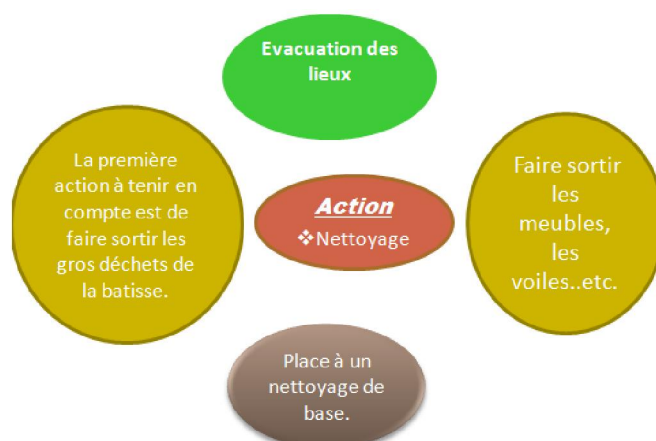 Evacuation des
lieux
La première
action à tenir en
compte est de
faire sortir les
gros déchets de
la batisse.
Action
❖Nettoyage
Faire sortir
les
meubles,
les
voiles..etc.
Place à un
nettoyage de
base.